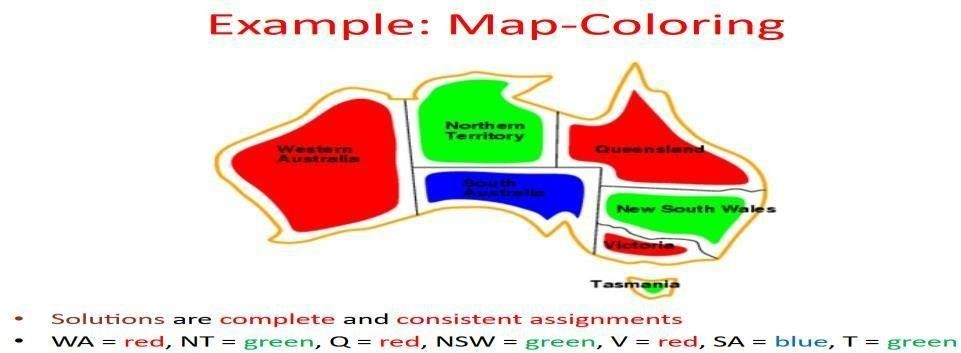 Example: Map-Coloring
Northern
Territory
Western
Australia
Queensland
South
Australia
New South Wales
Victoria
Tasmania
• Solutions are complete and consistent assignments
• WA = red, NT = green, Q = red, NSW = green, V = red, SA = blue, T = green